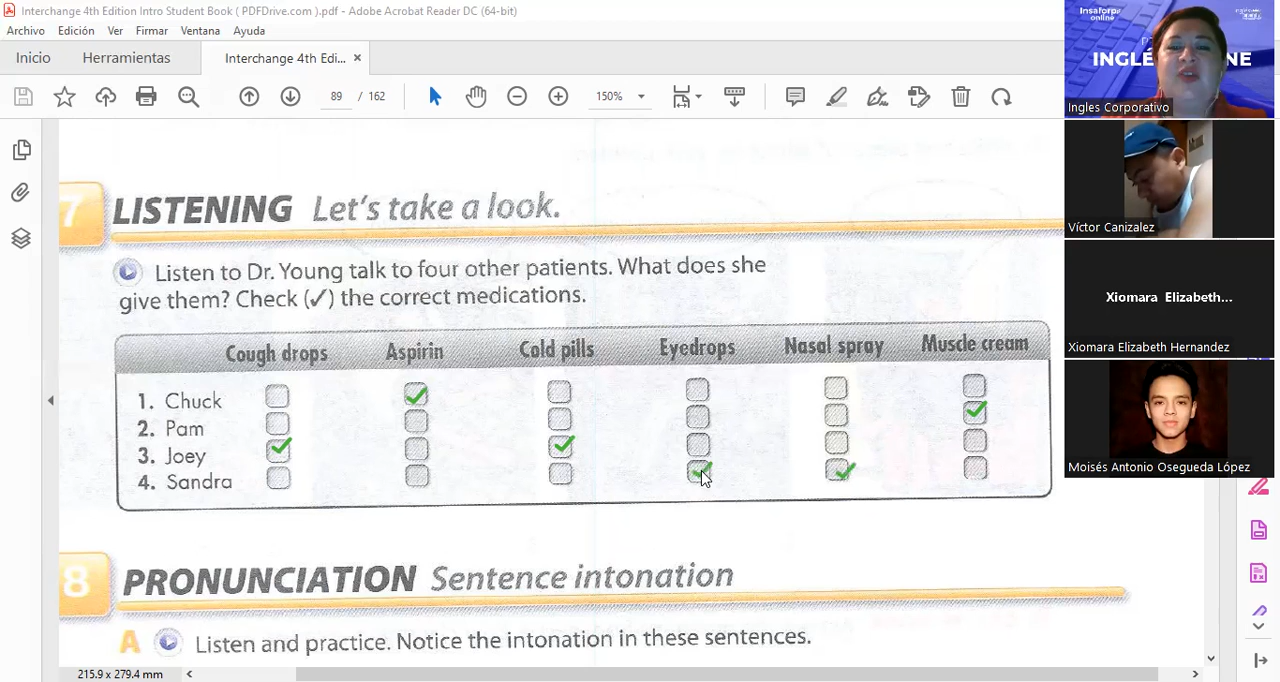 Interchange 4th Edition Intro Student Book ( PDFDrive.com ).pdf - Adobe Acrobat Reader DC (64-bit)
Archivo Edición Ver Firmar Ventana Ayuda
Inicio Herramientas Interchange 4th Edi... ×
89 / 162 150%
7 LISTENING Let's take a look.
Listen to Dr. Young talk to four other patients. What does she
give them? Check (✓) the correct medications.
Cough drops Aspirin Cold pills Eyedrops Nasal spray Muscle cream
1. Chuck
2. Pam
3. Joey
4. Sandra
8 PRONUNCIATION Sentence intonation
A Listen and practice. Notice the intonation in these sentences.
215.9 x 279.4 mm
Insaforp
online
INGLÉ NE
Ingles Corporativo
Víctor Canizalez
Xiomara Elizabeth...
Xiomara Elizabeth Hernandez
Moisés Antonio Osegueda López